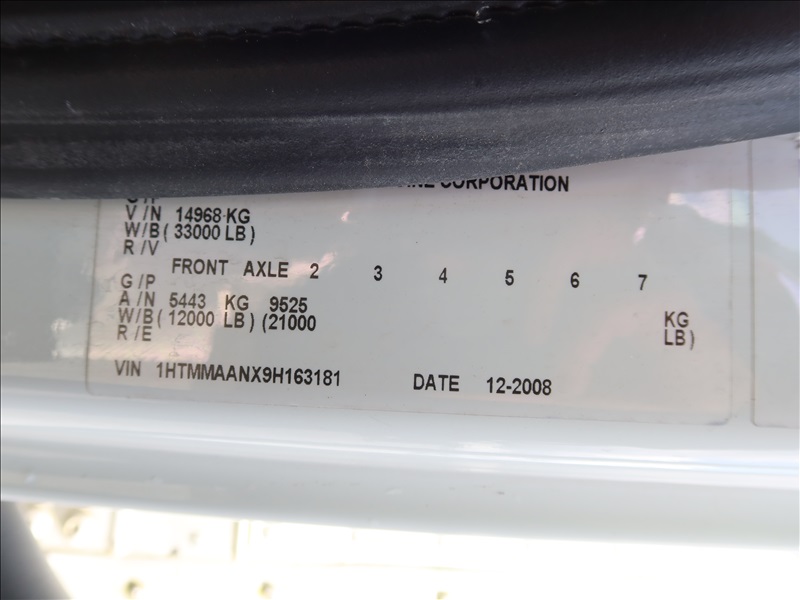 CORPORATION
V/N 14968 KG
W/B ( 33000 LB )
R/V
FRONT AXLE 2 3 4 5 6 7
G/P
A/N 5443 KG 9525 KG
W/B ( 12000 LB ) (21000 LB)
R/E
VIN 1HTMMAANX9H163181 DATE 12-2008